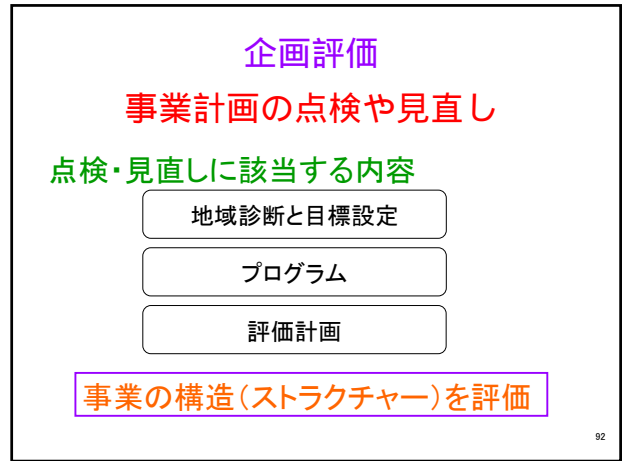 企画評価
事業計画の点検や見直し
点検・見直しに該当する内容
地域診断と目標設定
プログラム
評価計画
事業の構造(ストラクチャー)を評価
92